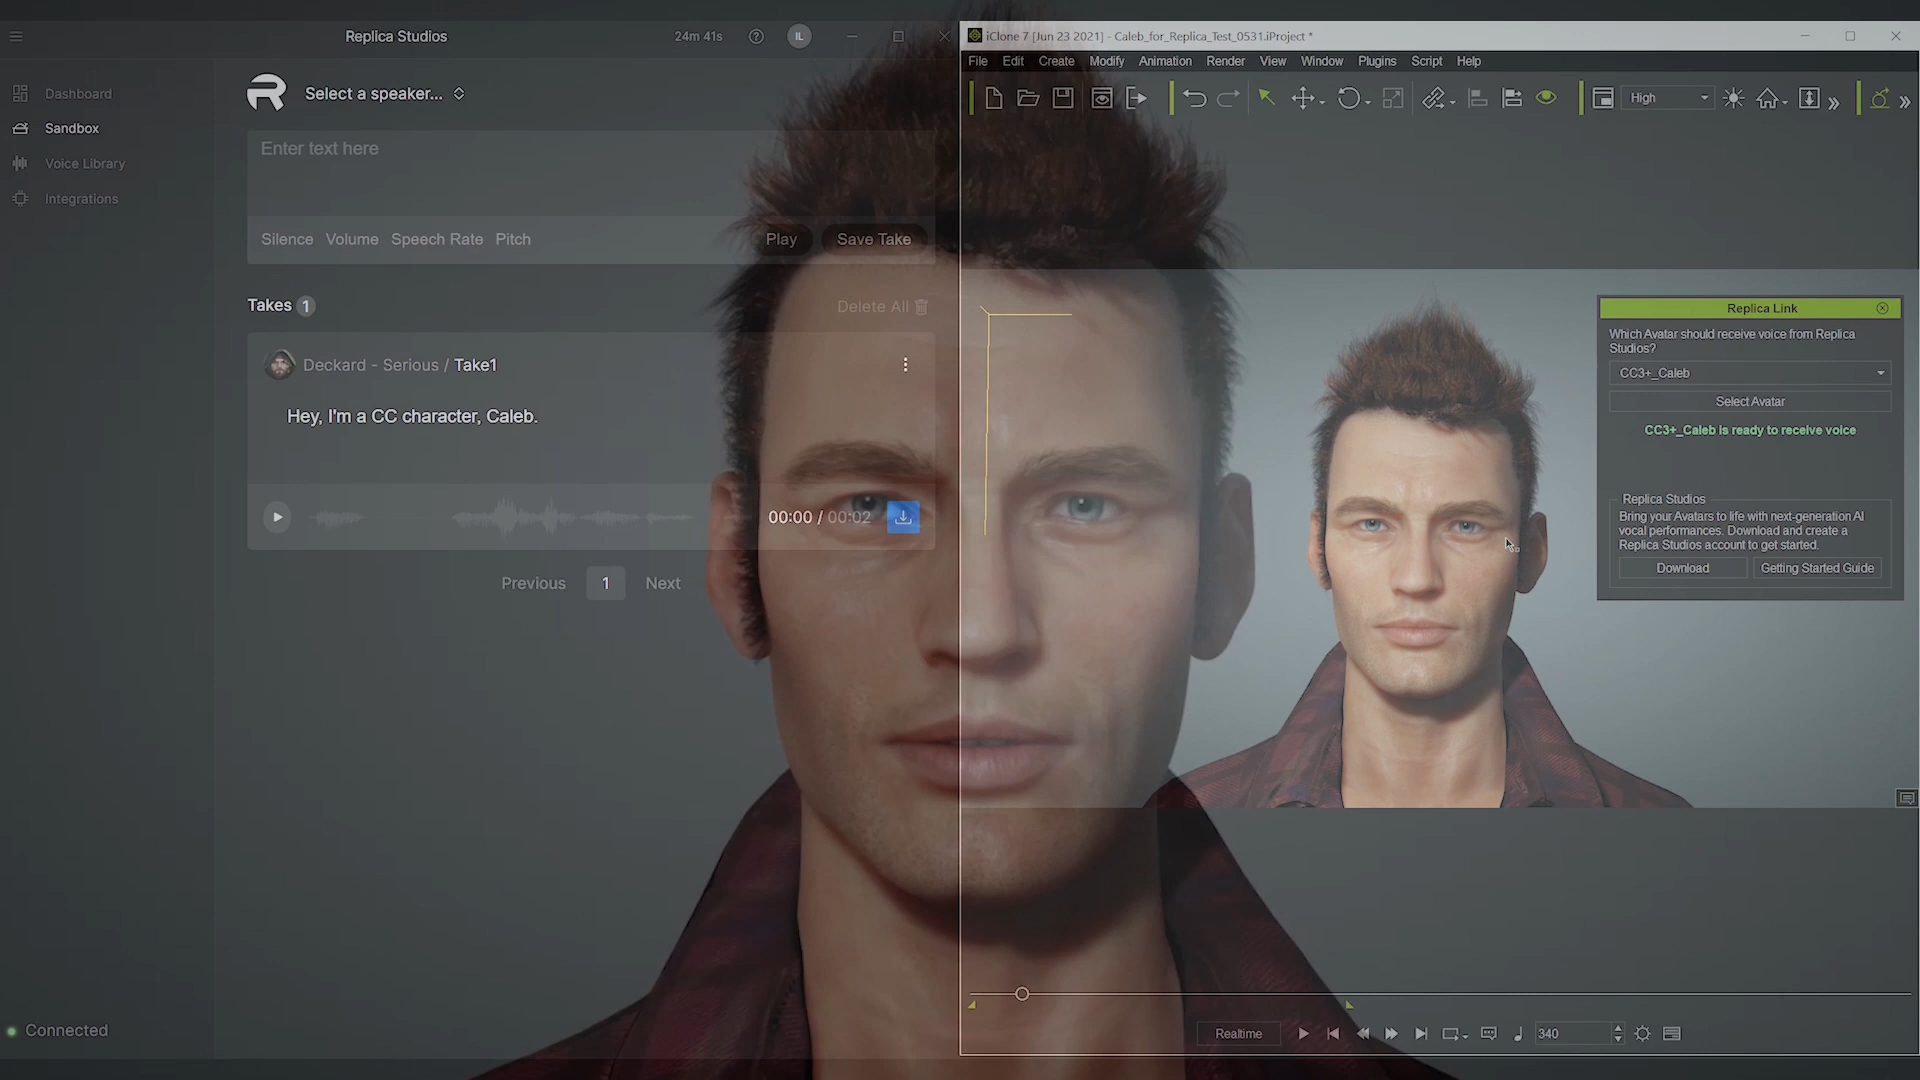 Replica Studios
24m 41s
IL
Dashboard
Sandbox
Voice Library
Integrations
Select a speaker...
Enter text here
Silence Volume Speech Rate Pitch
Play
Save Take
Takes 1
Delete All
Deckard - Serious / Take1
Hey, I'm a CC character, Caleb.
00:00 / 00:02
Previous 1 Next
Connected
iClone 7 [Jun 23 2021] - Caleb_for_Replica_Test_0531.iProject *
File Edit Create Modify Animation Render View Window Plugins Script Help
High
Replica Link
Which Avatar should receive voice from Replica
Studios?
CC3+_Caleb
Select Avatar
CC3+_Caleb is ready to receive voice
Replica Studios
Bring your Avatars to life with next-generation AI
vocal performances. Download and create a
Replica Studios account to get started.
Download
Getting Started Guide
Realtime
340